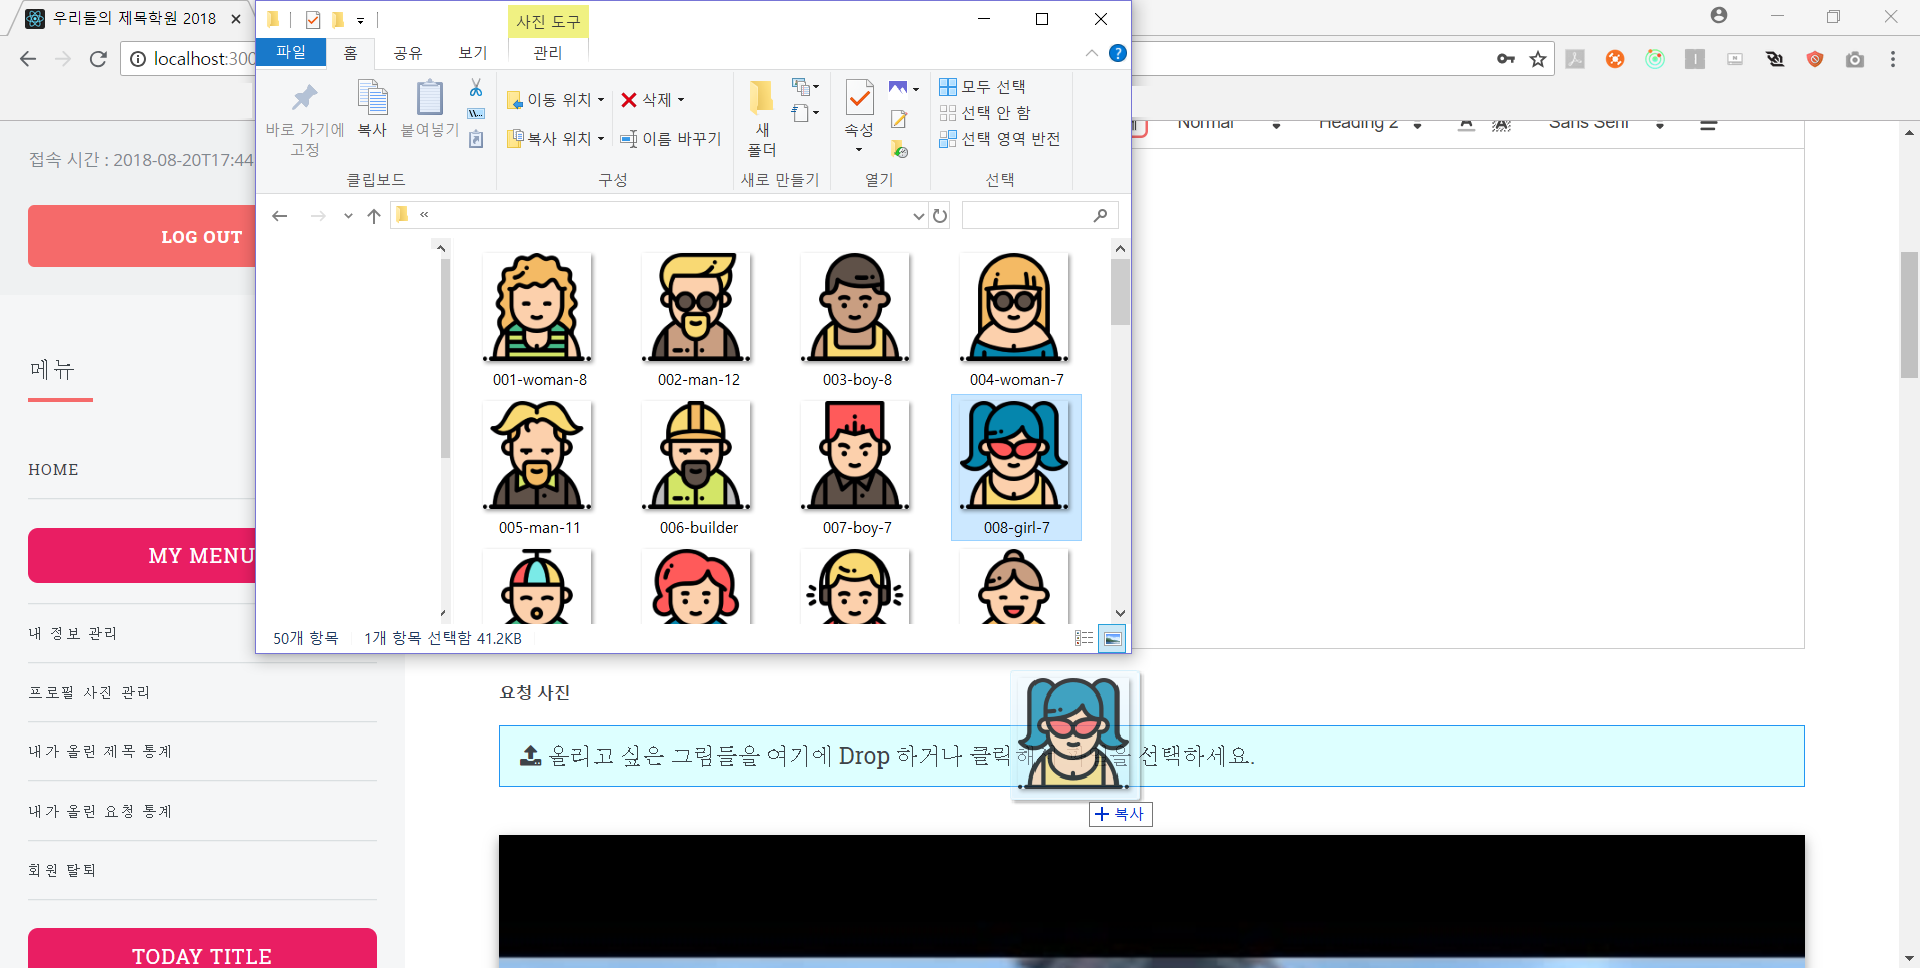 우리들의 제목학원 2018
localhost:300
사진 도구
파일
홈
공유
보기
관리
바로 가기에
고정
복사
붙여넣기
클립보드
이동 위치
삭제
복사 위치
이름 바꾸기
구성
새
폴더
새로 만들기
속성
열기
모두 선택
선택 안 함
선택 영역 반전
선택
«
001-woman-8
002-man-12
003-boy-8
004-woman-7
005-man-11
006-builder
007-boy-7
008-girl-7
50개 항목
1개 항목 선택함 41.2KB
Normal
Heading 2
Sans Serif
접속 시간 : 2018-08-20T17:44
LOG OUT
메뉴
HOME
MY MENU
내 정보 관리
프로필 사진 관리
내가 올린 제목 통계
내가 올린 요청 통계
회원 탈퇴
TODAY TITLE
요청 사진
올리고 싶은 그림들을 여기에 Drop 하거나 선택하세요.
+ 복사